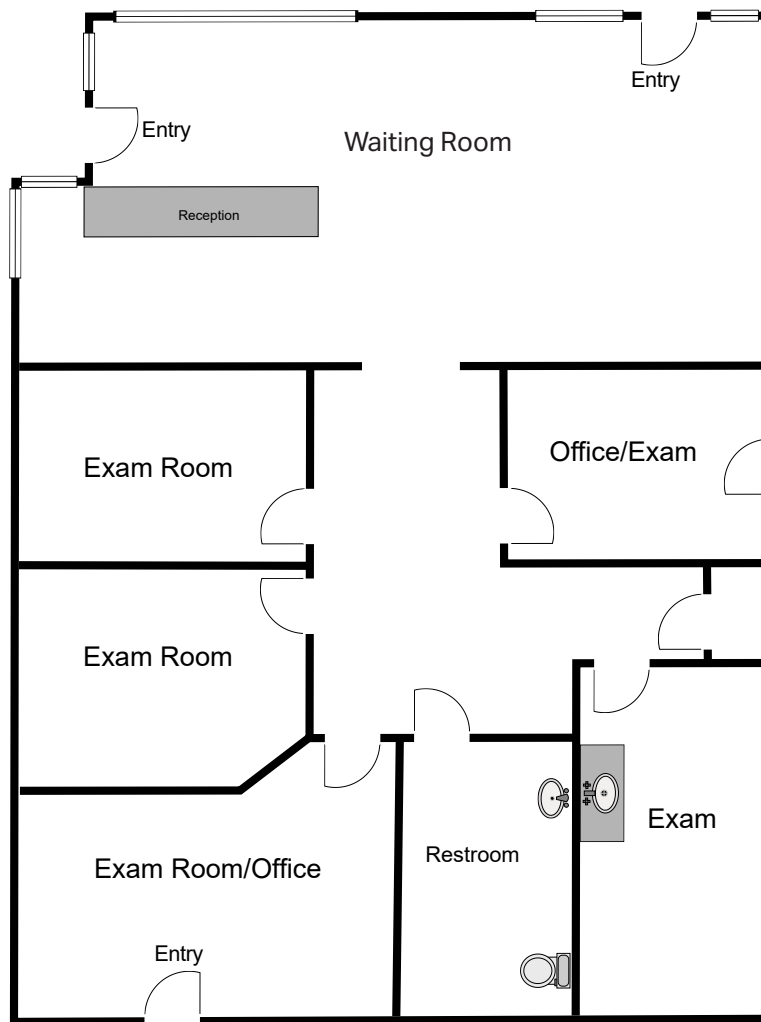 Entry
Entry
Waiting Room
Reception
Exam Room
Office/Exam
Exam Room
Exam
Restroom
Exam Room/Office
Entry